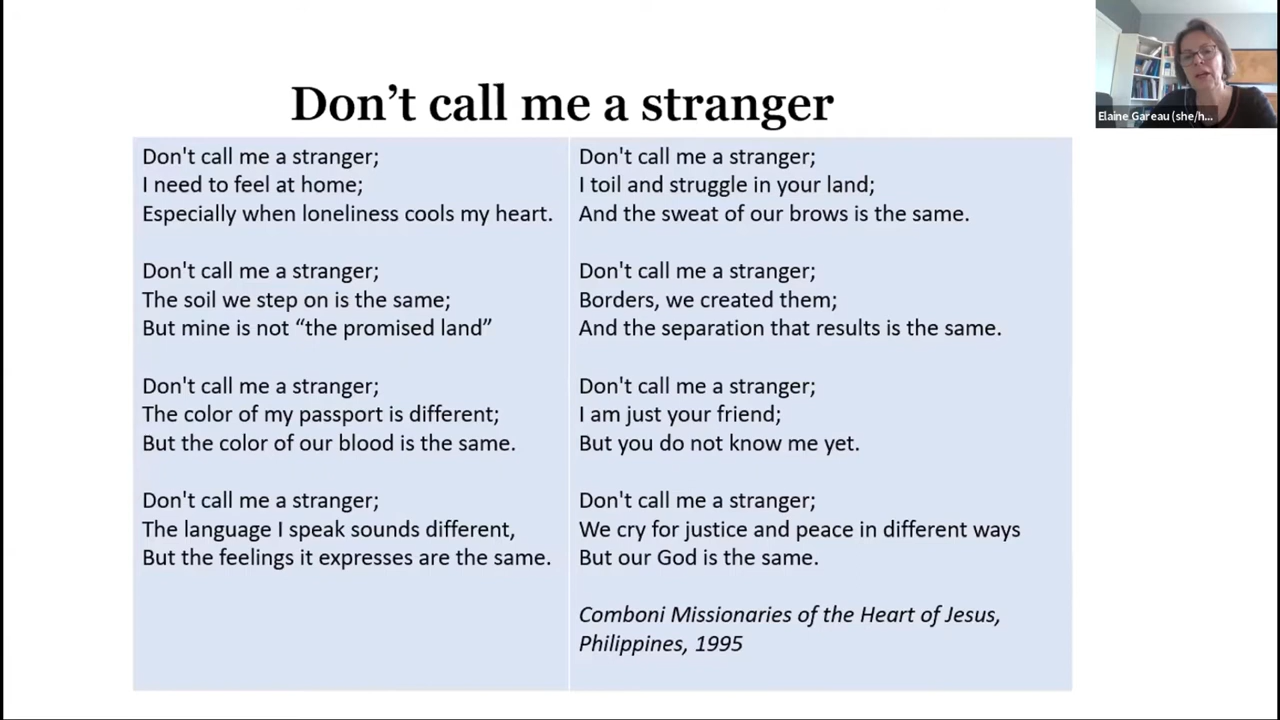 Don’t call me a stranger
Don't call me a stranger;
I need to feel at home;
Especially when loneliness cools my heart.
Don't call me a stranger;
The soil we step on is the same;
But mine is not “the promised land”
Don't call me a stranger;
The color of my passport is different;
But the color of our blood is the same.
Don't call me a stranger;
The language I speak sounds different,
But the feelings it expresses are the same.
Don't call me a stranger;
I toil and struggle in your land;
And the sweat of our brows is the same.
Don't call me a stranger;
Borders, we created them;
And the separation that results is the same.
Don't call me a stranger;
I am just your friend;
But you do not know me yet.
Don't call me a stranger;
We cry for justice and peace in different ways
But our God is the same.
Comboni Missionaries of the Heart of Jesus,
Philippines, 1995
Elaine Gareau (she/h...